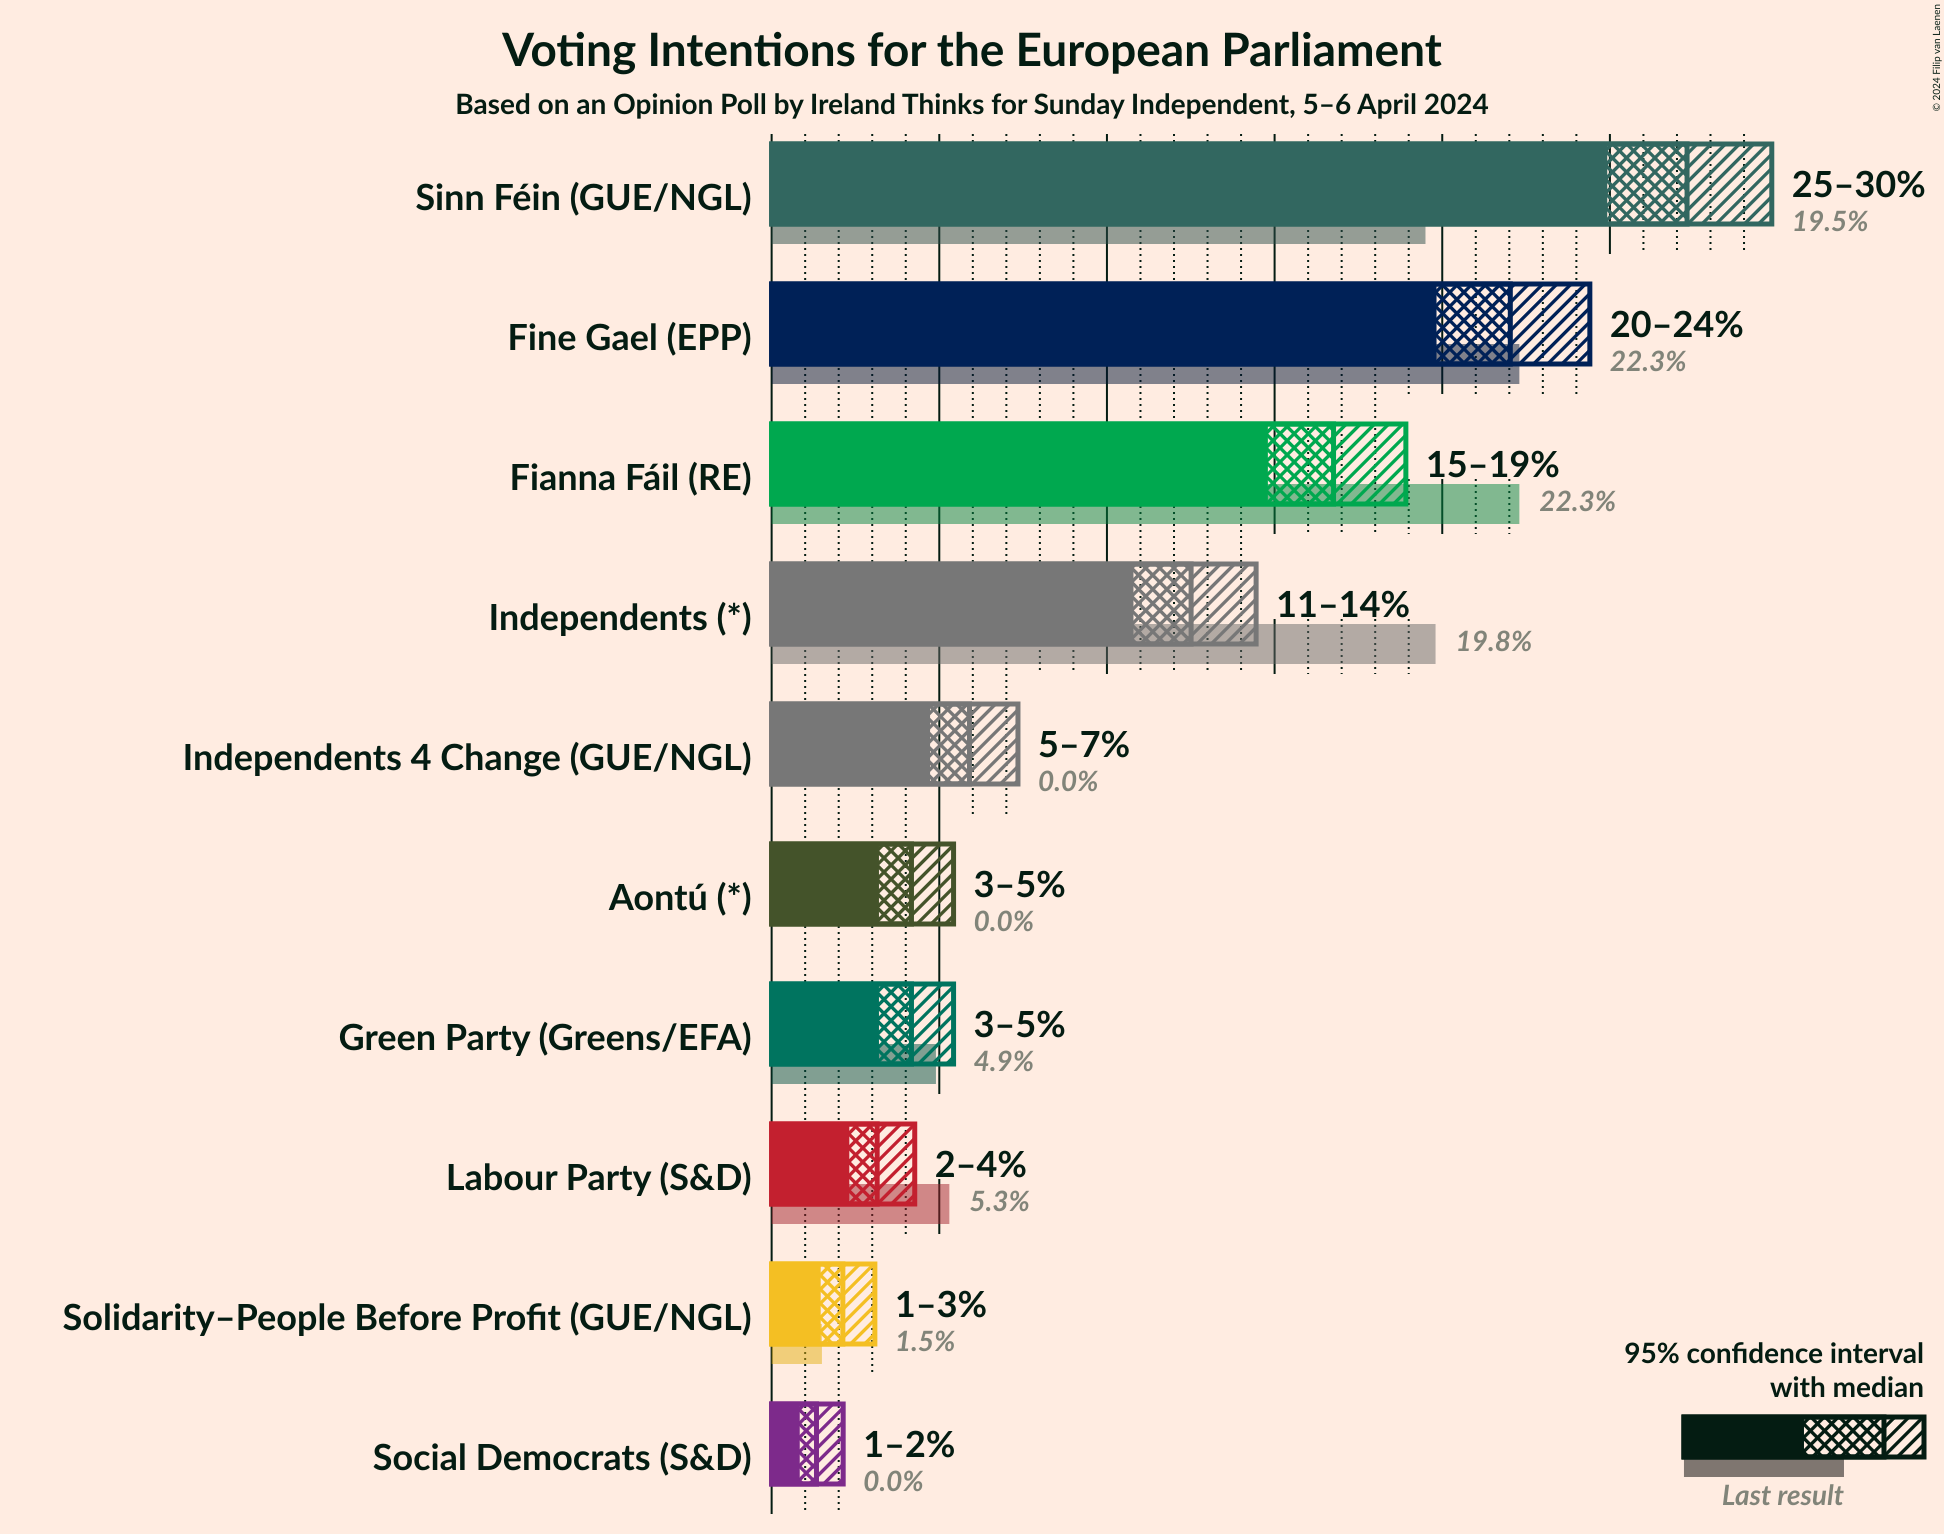 Voting Intentions for the European Parliament
Based on an Opinion Poll by Ireland Thinks for Sunday Independent, 5–6 April 2024
© 2024 Filip van Laenen
Sinn Féin (GUE/NGL)
25–30%
19.5%
Fine Gael (EPP)
20–24%
22.3%
Fianna Fáil (RE)
15–19%
22.3%
Independents (*)
11–14%
19.8%
Independents 4 Change (GUE/NGL)
5–7%
0.0%
Aontú (*)
3–5%
0.0%
Green Party (Greens/EFA)
3–5%
4.9%
Labour Party (S&D)
2–4%
5.3%
Solidarity–People Before Profit (GUE/NGL)
1–3%
1.5%
Social Democrats (S&D)
1–2%
0.0%
95% confidence interval
with median
Last result